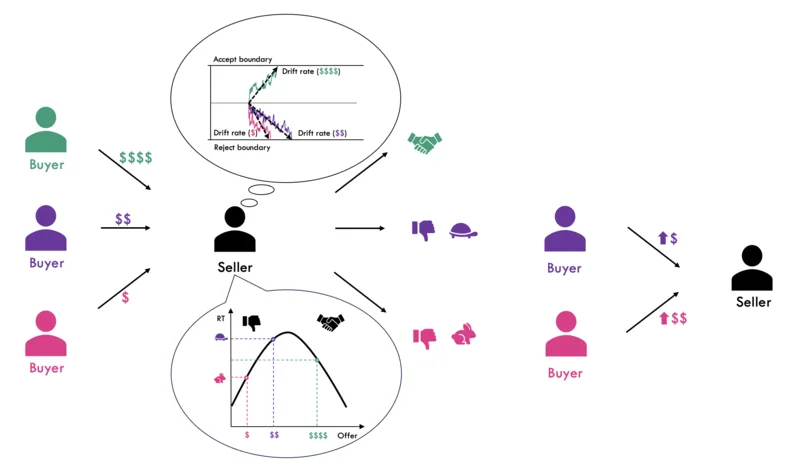 Accept boundary
Drift rate ($$$$)
Drift rate ($)
Drift rate ($$)
Reject boundary
Buyer
$$$$
Buyer
$$
Buyer
$
Seller
RT
$
$$
$$$$
Offer
Buyer
$
Buyer
$$
Seller